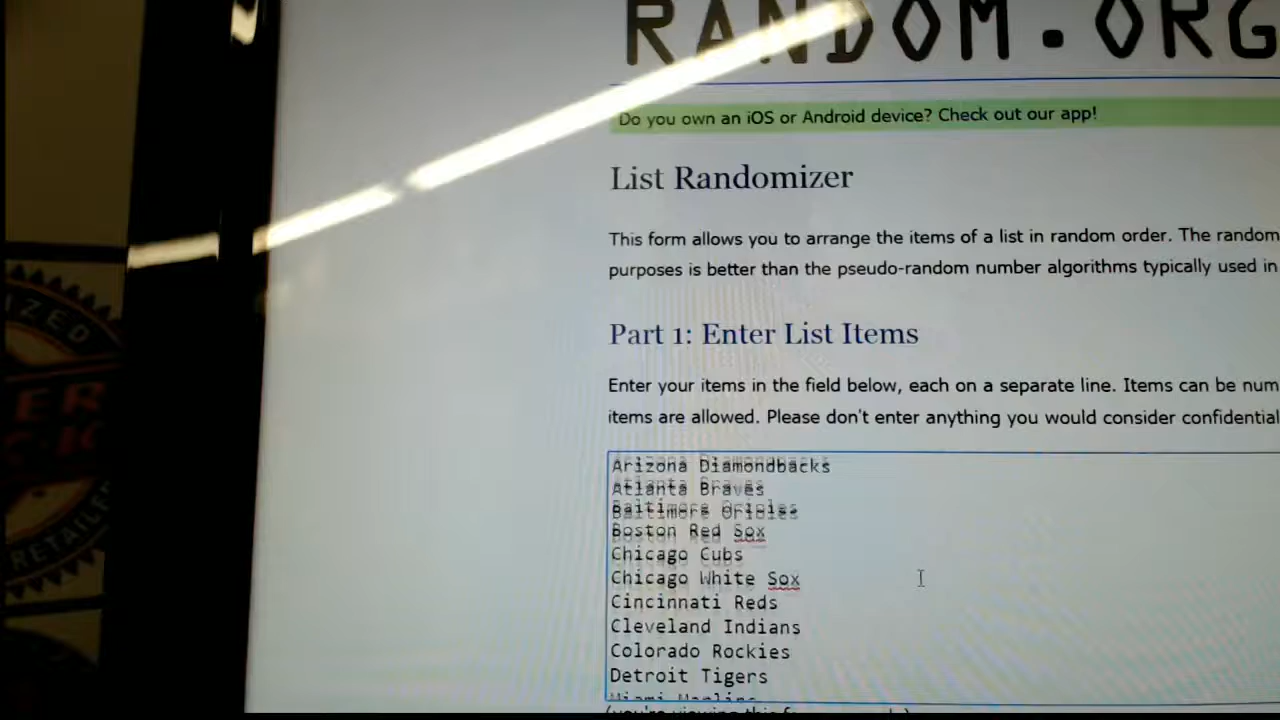 RANDOM.ORG
Do you own an iOS or Android device? Check out our app!
List Randomizer
This form allows you to arrange the items of a list in random order. The random
purposes is better than the pseudo-random number algorithms typically used in
Part 1: Enter List Items
Enter your items in the field below, each on a separate line. Items can be num
items are allowed. Please don't enter anything you would consider confidential
Arizona Diamondbacks
Atlanta Braves
Baltimore Orioles
Boston Red Sox
Chicago Cubs
Chicago White Sox
Cincinnati Reds
Cleveland Indians
Colorado Rockies
Detroit Tigers
IZED
ER
RETAILER